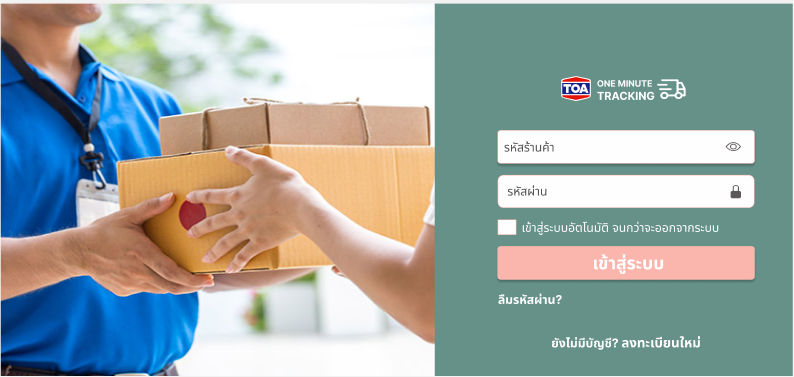 TOA
ONE MINUTE
TRACKING
รหัสร้านค้า
รหัสผ่าน
เข้าสู่ระบบอัตโนมัติ จนกว่าจะออกจากระบบ
เข้าสู่ระบบ
ลืมรหัสผ่าน?
ยังไม่มีบัญชี? ลงทะเบียนใหม่